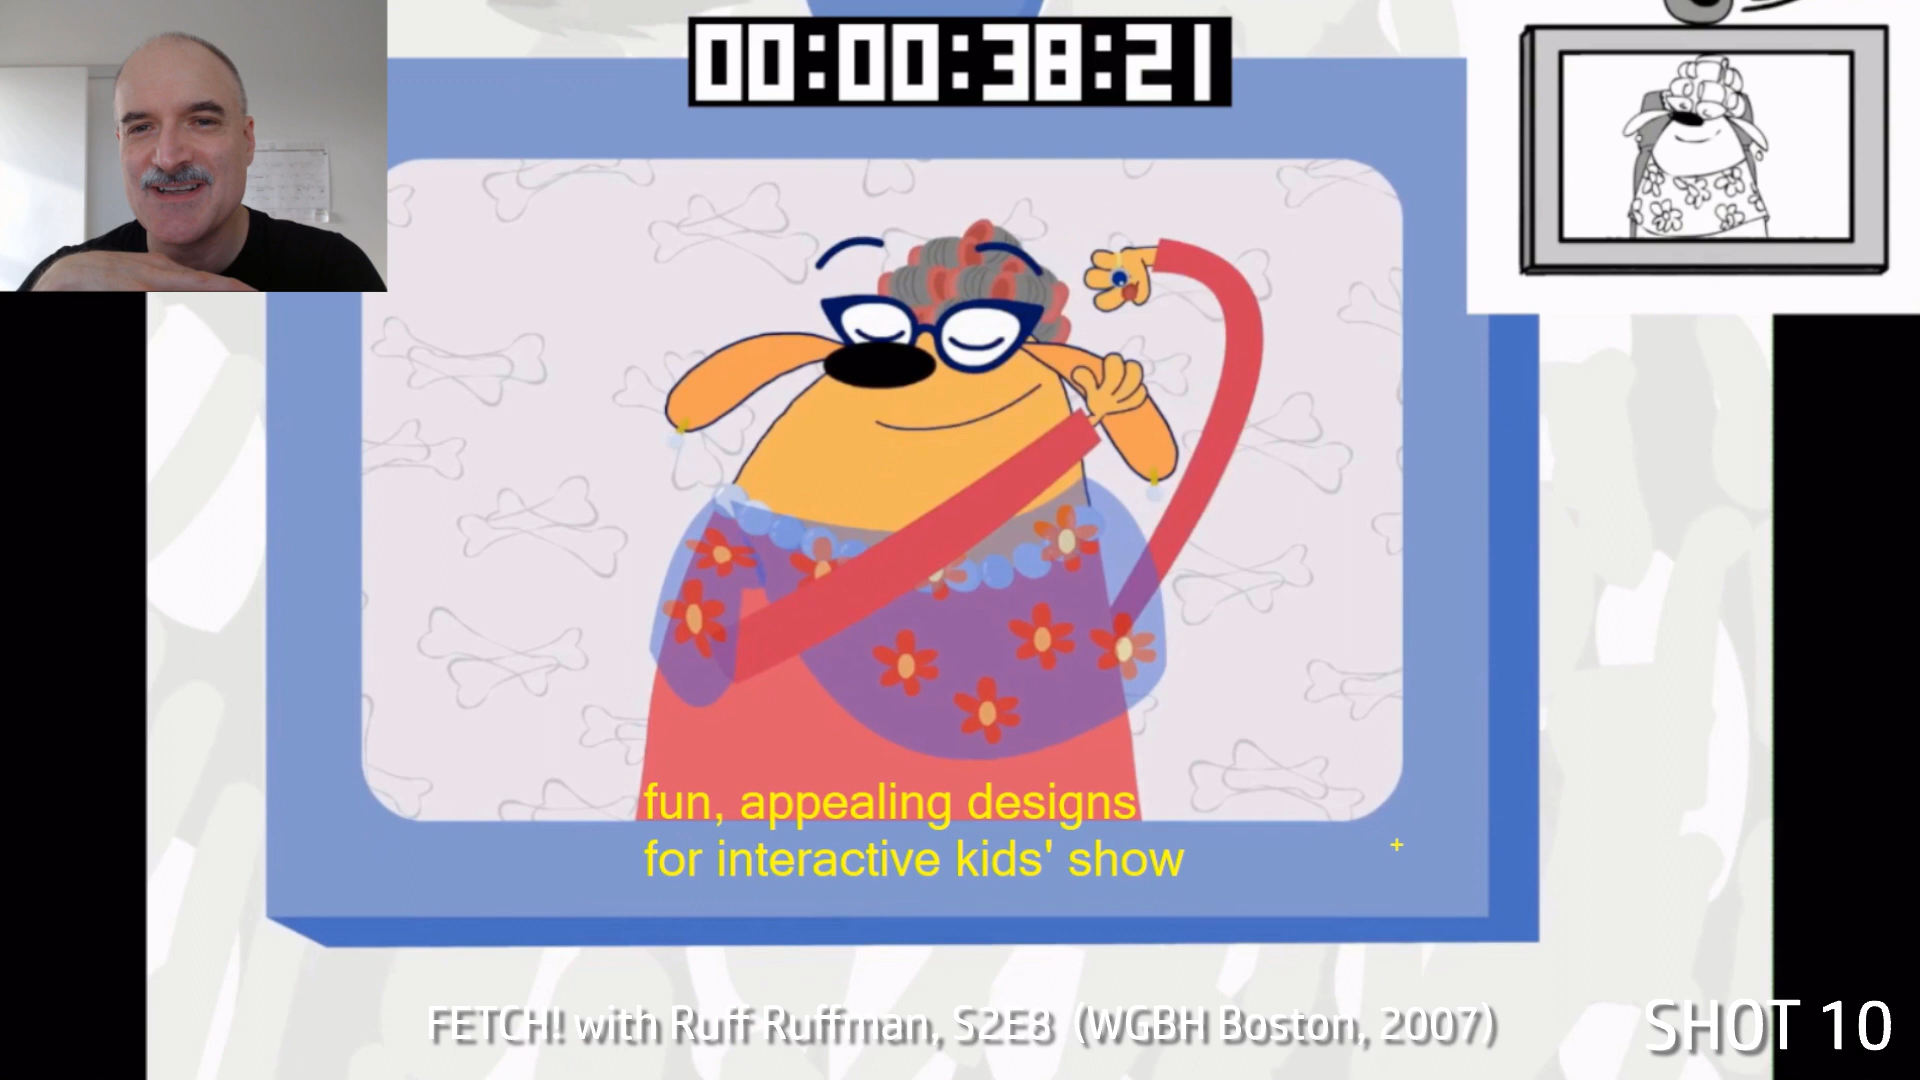 00:00:38:21
fun, appealing designs
for interactive kids' show
+
FETCH! with Ruff Ruffman, S2E8 (WGBH Boston, 2007)
SHOT 10